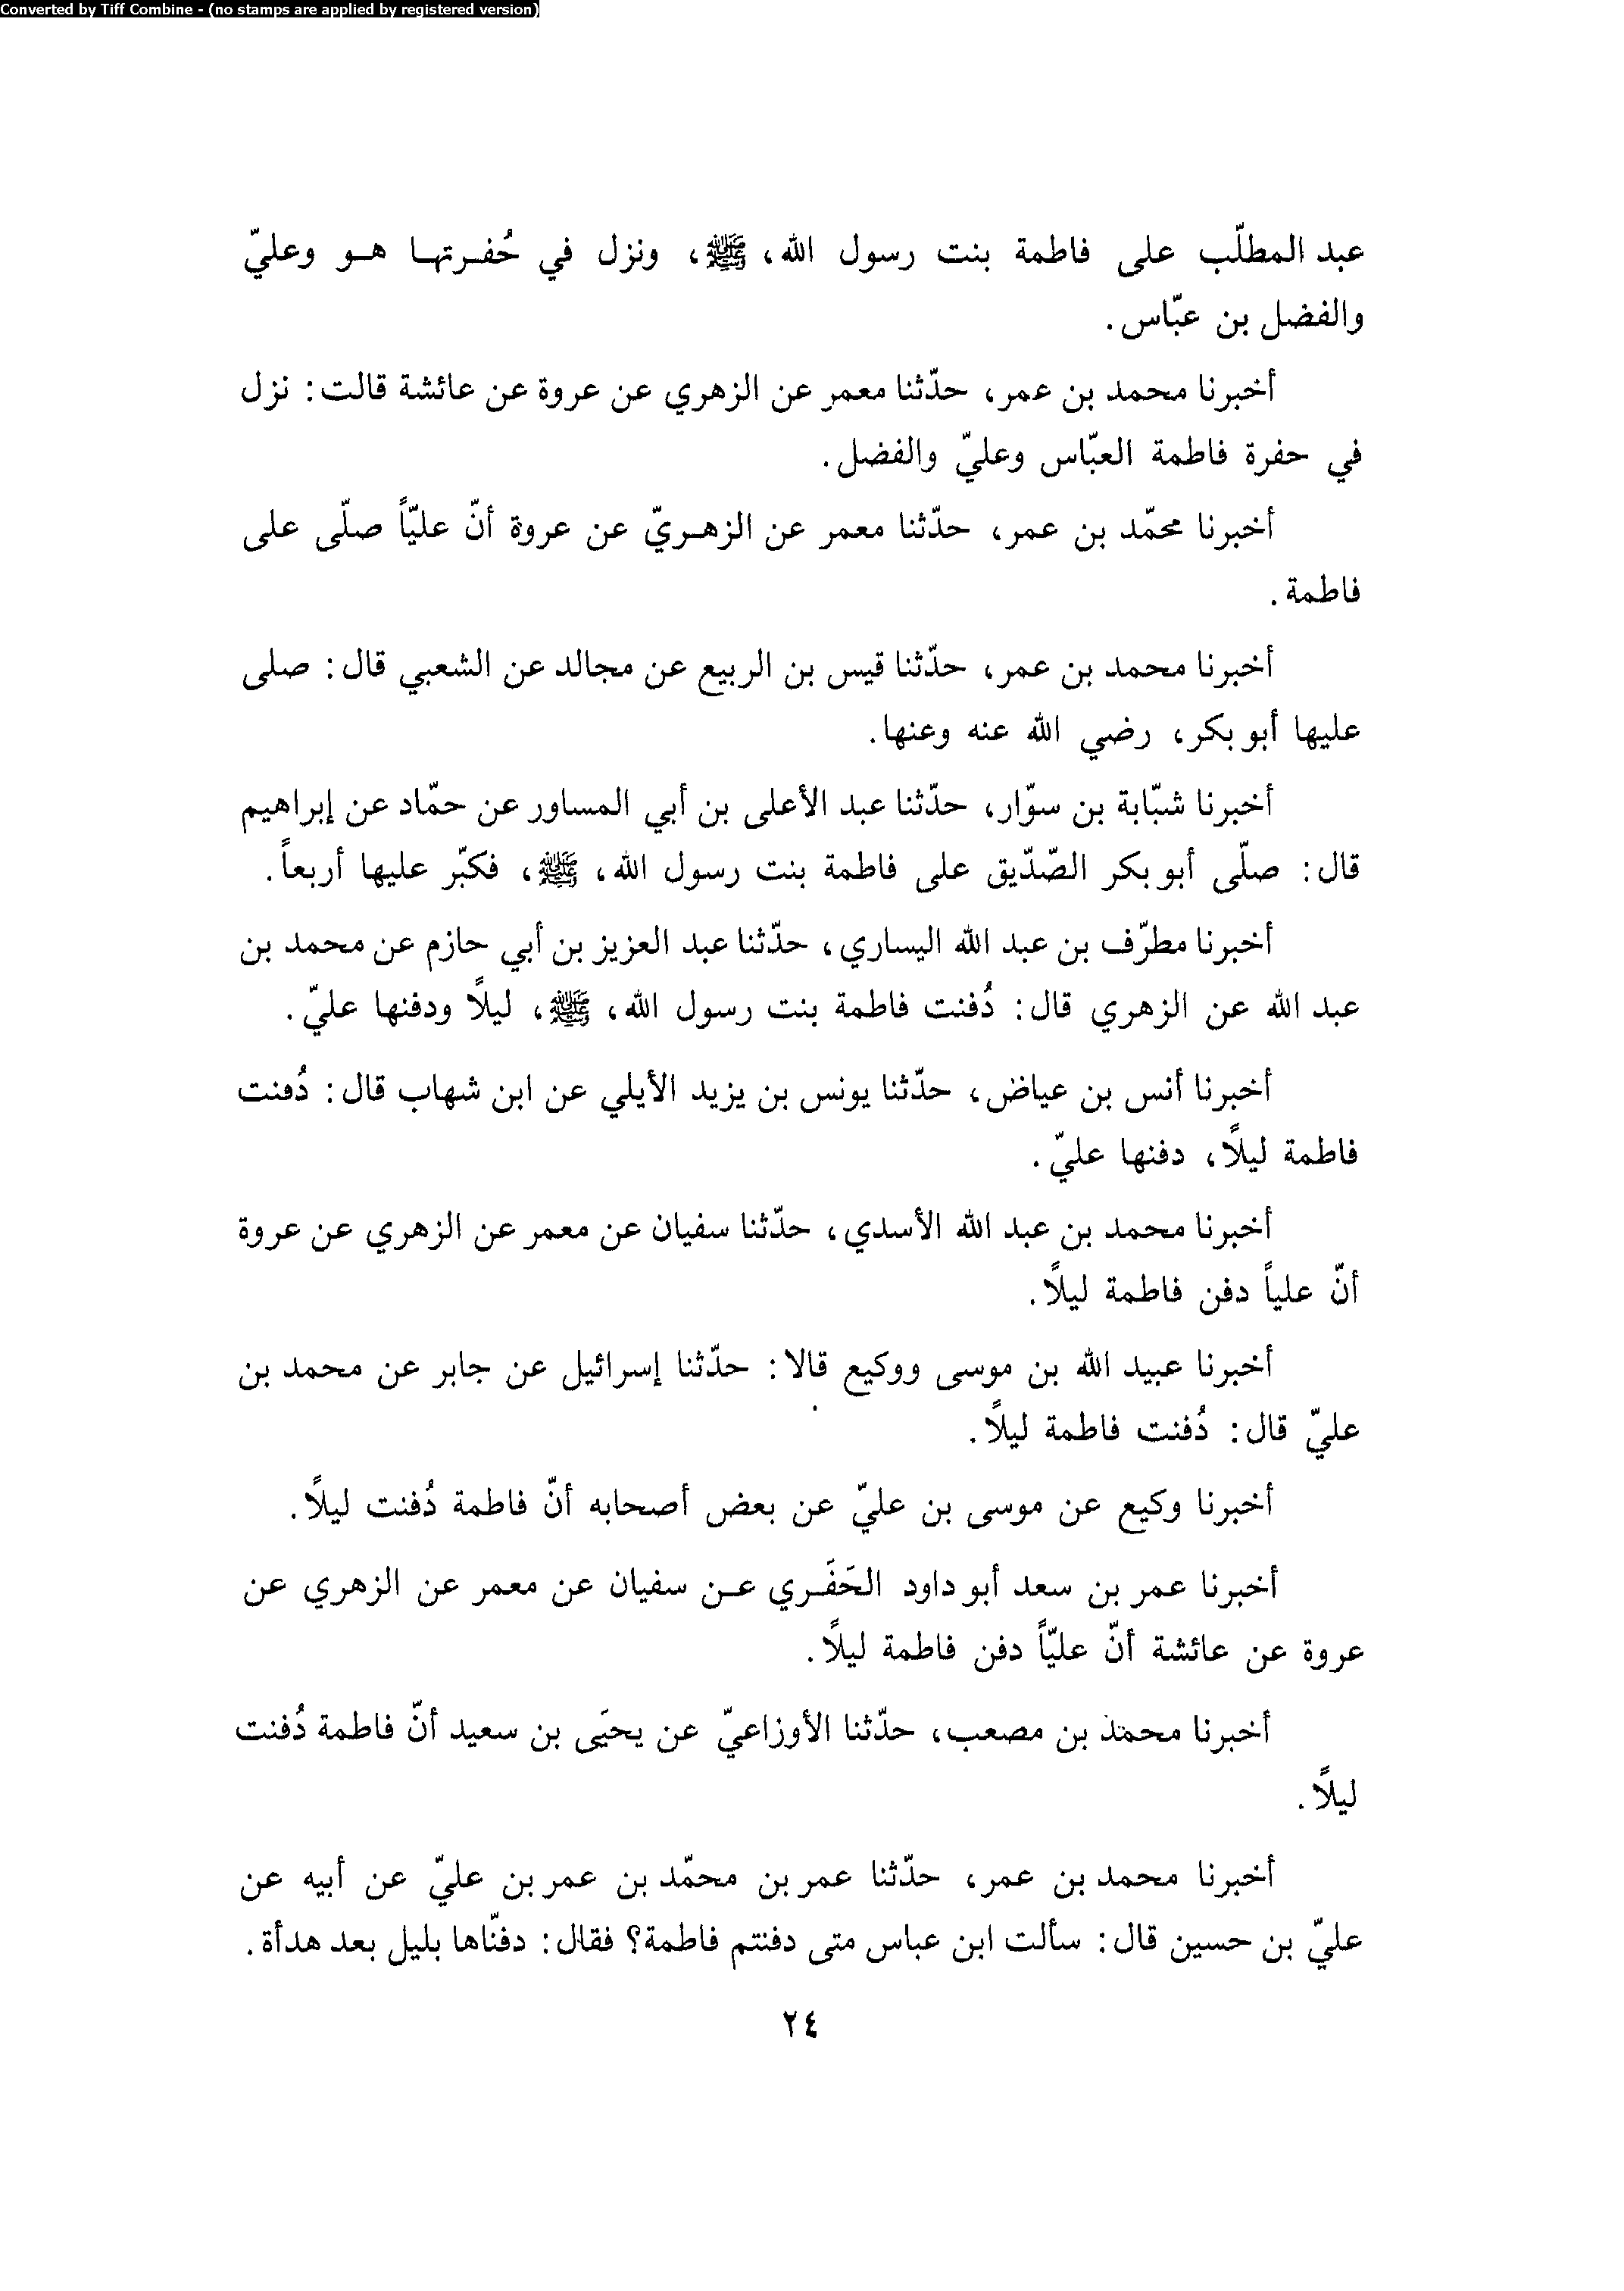 Converted by Tiff Combine - (no stamps are applied by registered version)
عبد المطلّب على فاطمة بنت رسول الله، ﷺ، ونزل في حُفـرتهـا هـو وعليّ
والفضل بن عبّاس.
أخبرنا محمد بن عمر، حدّثنا معمر عن الزهري عن عروة عن عائشة قالت: نزل
في حفرة فاطمة العبّاس وعليّ والفضل.
أخبرنا محمّد بن عمر، حدّثنا معمر عن الزهـريّ عن عروة أنّ عليّاً صلّى على
فاطمة.
أخبرنا محمد بن عمر، حدّثنا قيس بن الربيع عن مجالد عن الشعبي قال: صلى
عليها أبو بكر، رضي الله عنه وعنها.
أخبرنا شبّابة بن سوّار، حدّثنا عبد الأعلى بن أبي المساور عن حمّاد عن إبراهيم
قال: صلّى أبو بكر الصّدّيق على فاطمة بنت رسول الله، ﷺ، فكبّر عليها أربعاً.
أخبرنا مطرّف بن عبد الله اليساري، حدّثنا عبد العزيز بن أبي حازم عن محمد بن
عبد الله عن الزهري قال: دُفنت فاطمة بنت رسول الله، ﷺ، ليلًا ودفنها عليّ.
أخبرنا أنس بن عياض، حدّثنا يونس بن يزيد الأيلي عن ابن شهاب قال: دُفنت
فاطمة ليلًا، دفنها عليّ.
أخبرنا محمد بن عبد الله الأسدي، حدّثنا سفيان عن معمر عن الزهري عن عروة
أنّ علياً دفن فاطمة ليلًا.
أخبرنا عبيد الله بن موسى ووكيع قالا: حدّثنا إسرائيل عن جابر عن محمد بن
عليّ قال: دُفنت فاطمة ليلًا.
أخبرنا وكيع عن موسى بن عليّ عن بعض أصحابه أنّ فاطمة دُفنت ليلًا.
أخبرنا عمر بن سعد أبو داود الحَفَـري عـن سفيان عن معمر عن الزهري عن
عروة عن عائشة أنّ عليّاً دفن فاطمة ليلًا.
أخبرنا محمد بن مصعب، حدّثنا الأوزاعيّ عن يحيَى بن سعيد أنّ فاطمة دُفنت
ليلًا.
أخبرنا محمد بن عمر، حدّثنا عمر بن محمّد بن عمر بن عليّ عن أبيه عن
عليّ بن حسين قال: سألت ابن عباس متى دفنتم فاطمة؟ فقال: دفنّاها بليل بعد هدأة.
٢٤